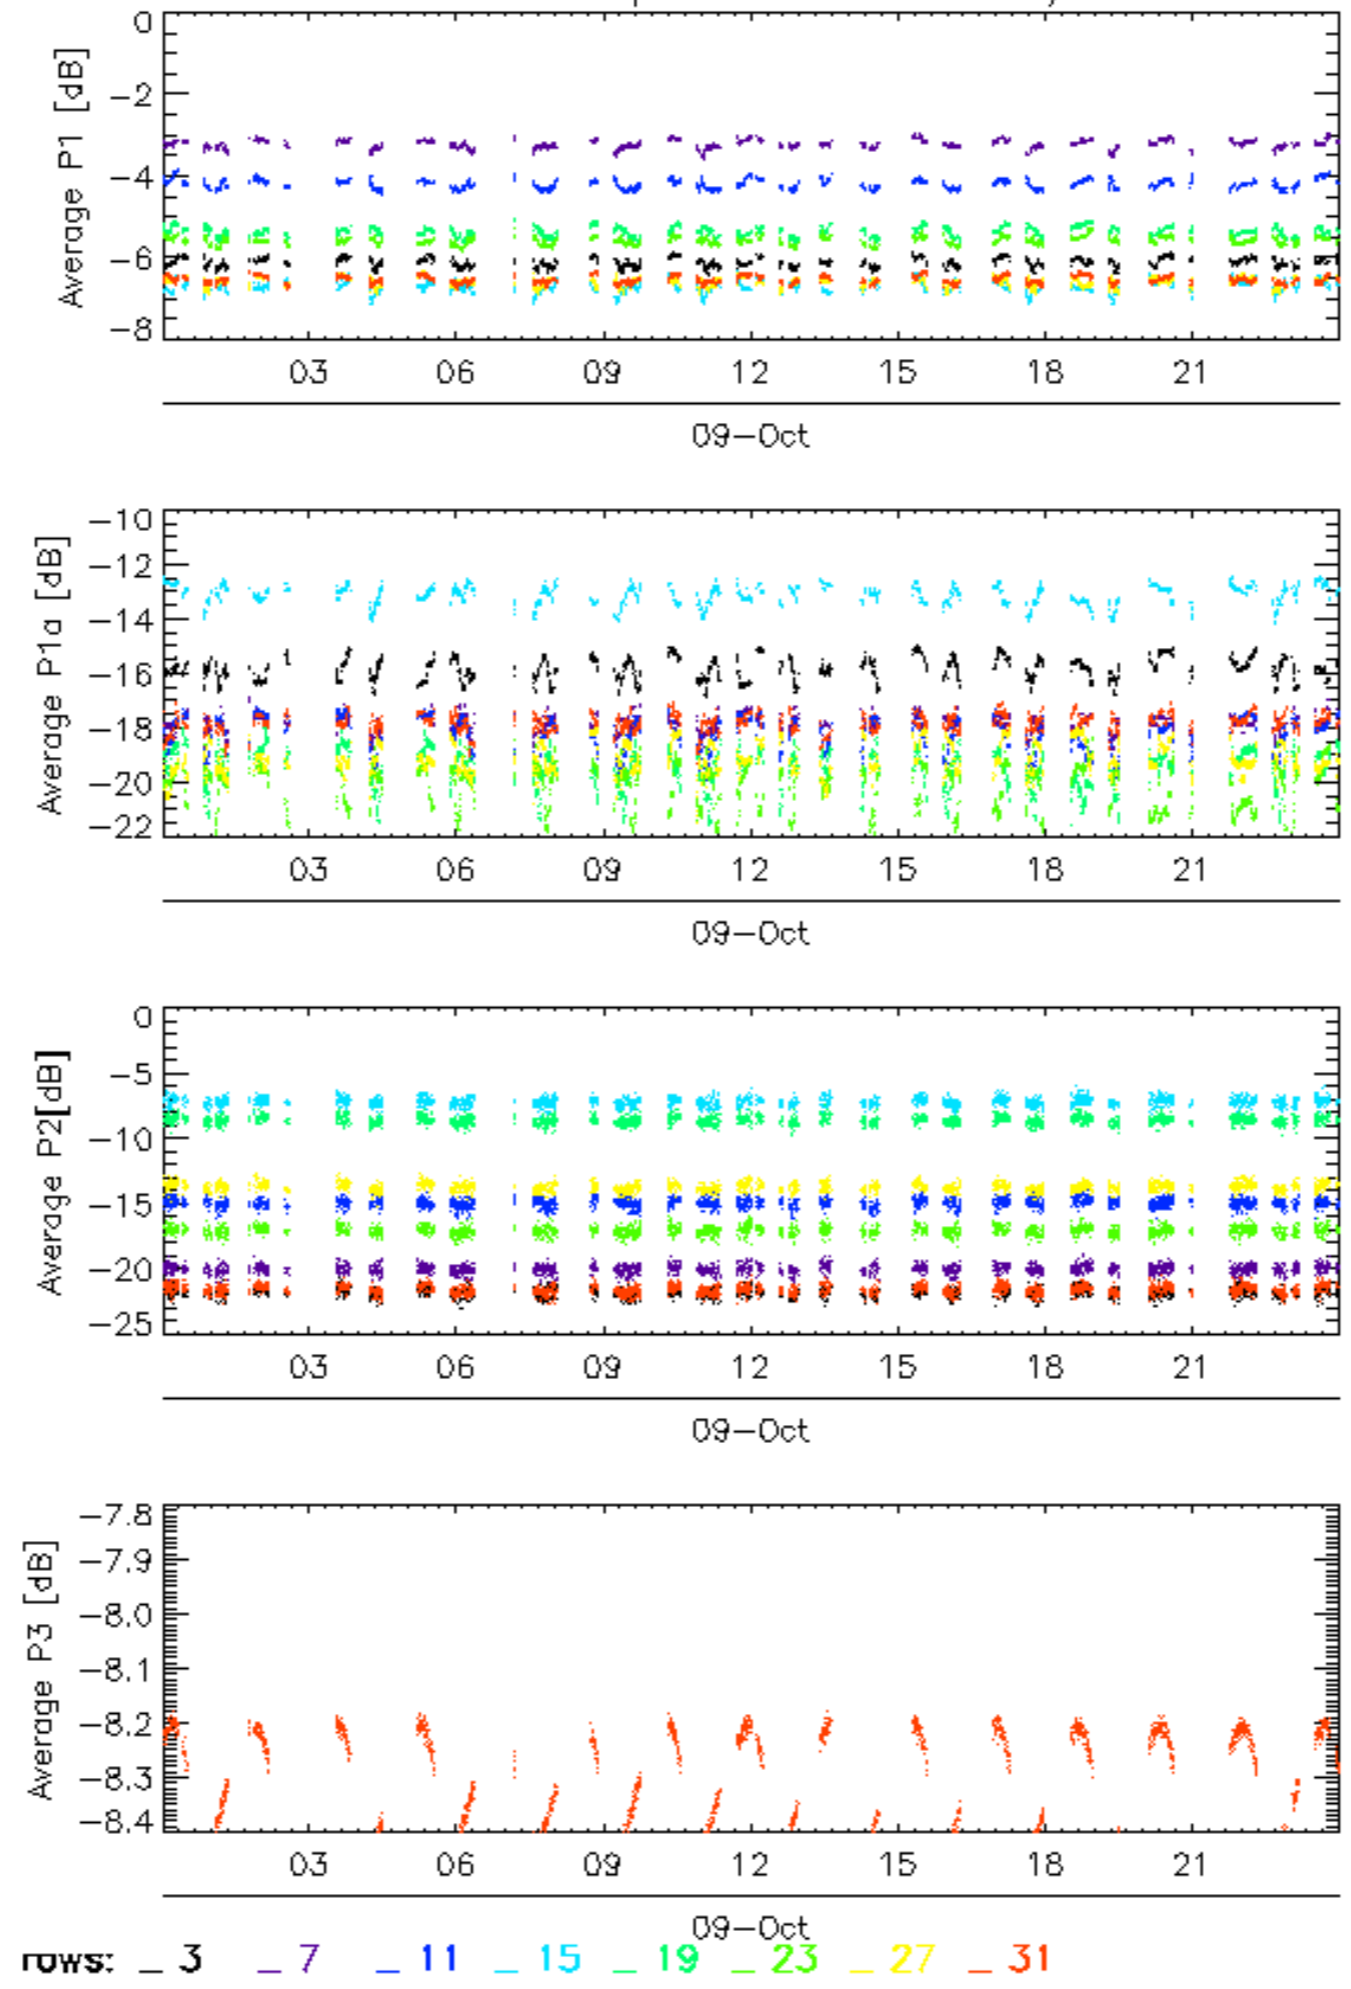 Average P1 [dB]
0
−2
−4
−6
−8
03 06 09 12 15 18 21
09−Oct
Average P1a [dB]
−10
−12
−14
−16
−18
−20
−22
03 06 09 12 15 18 21
09−Oct
Average P2[dB]
0
−5
−10
−15
−20
−25
03 06 09 12 15 18 21
09−Oct
Average P3 [dB]
−7.8
−7.9
−8.0
−8.1
−8.2
−8.3
−8.4
03 06 09 12 15 18 21
09−Oct
rows: _ 3 _ 7 _ 11 _ 15 _ 19 _ 23 _ 27 _ 31